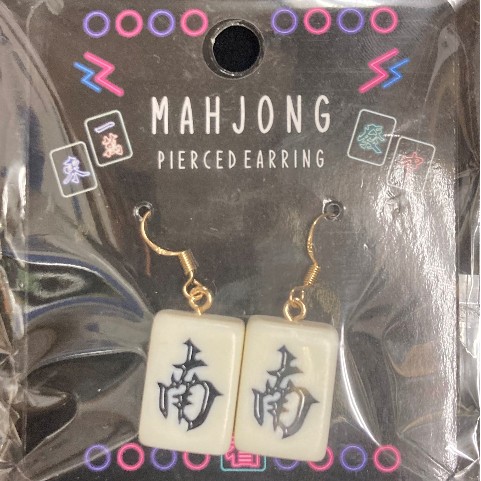 MAHJONG
PIERCED EARRING
東 一萬 發 中
南 南